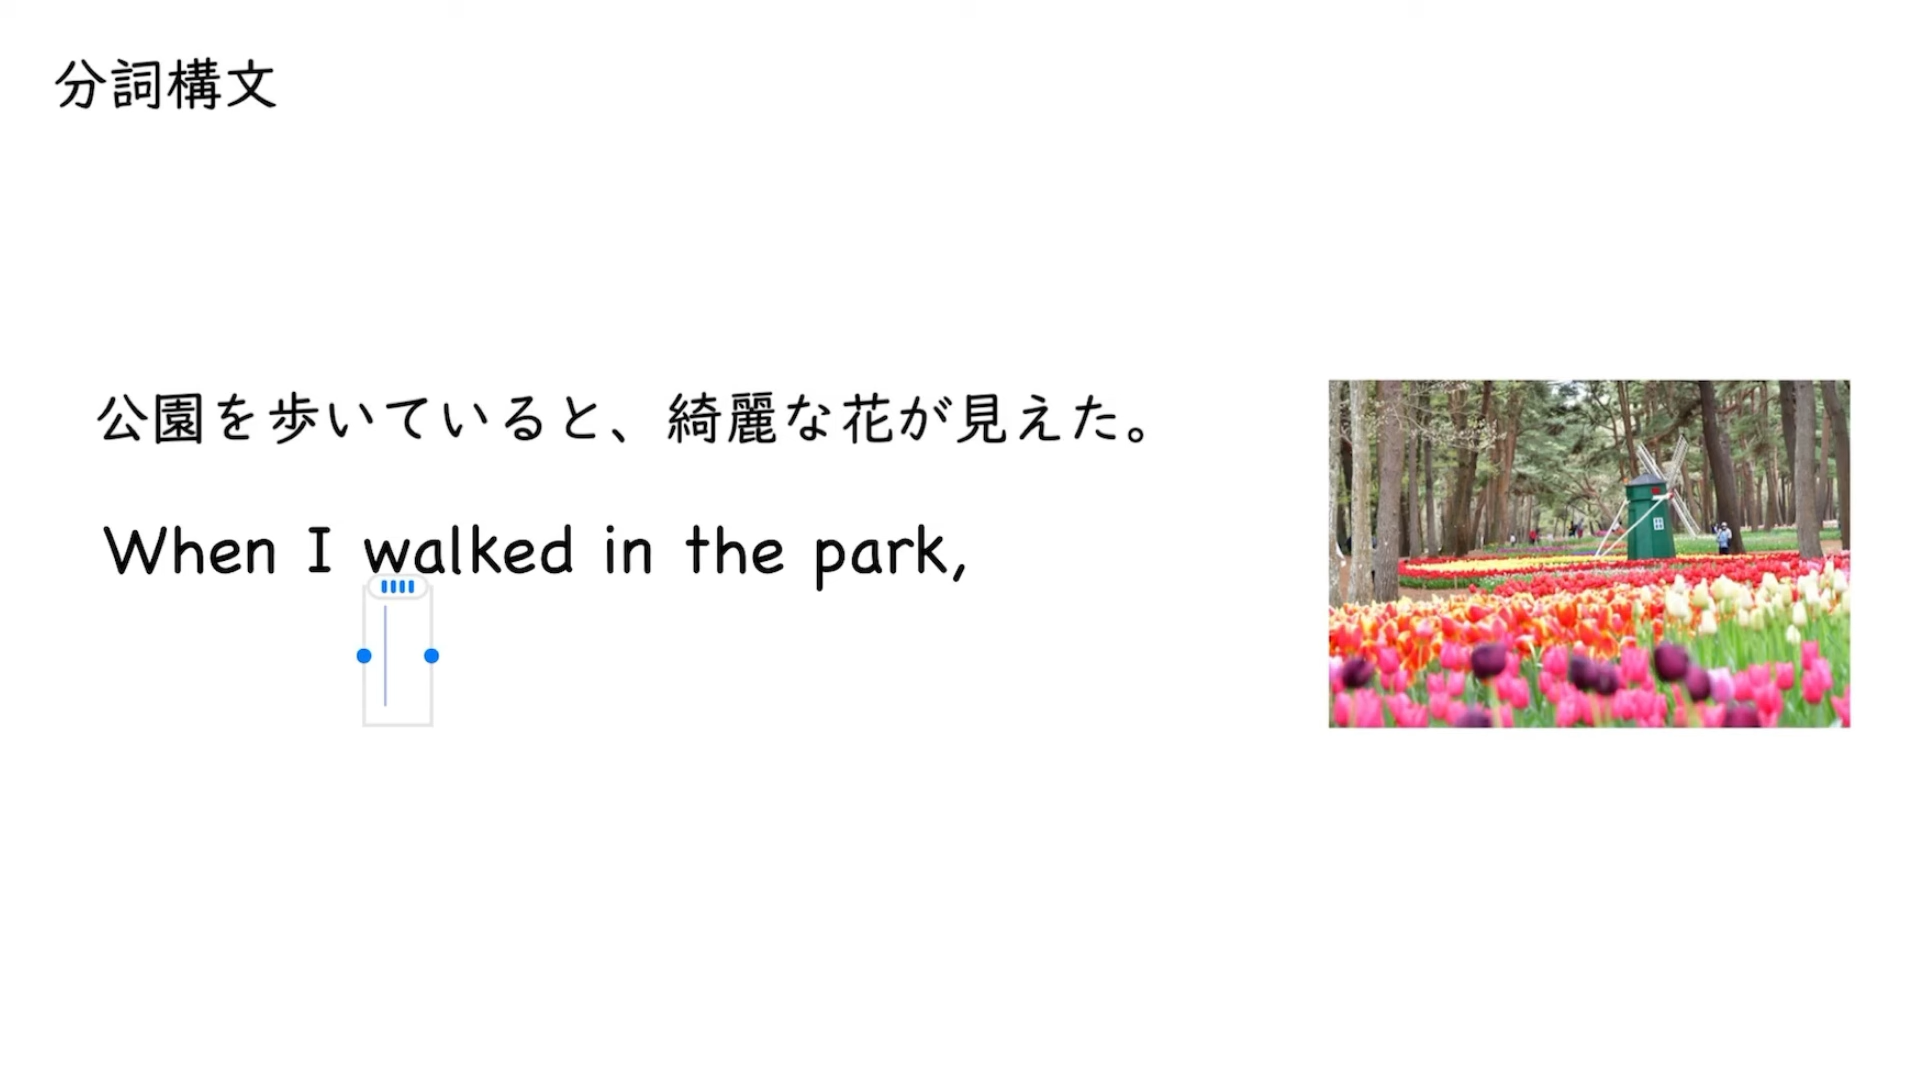 分詞構文
公園を歩いていると、綺麗な花が見えた。
When I walked in the park,